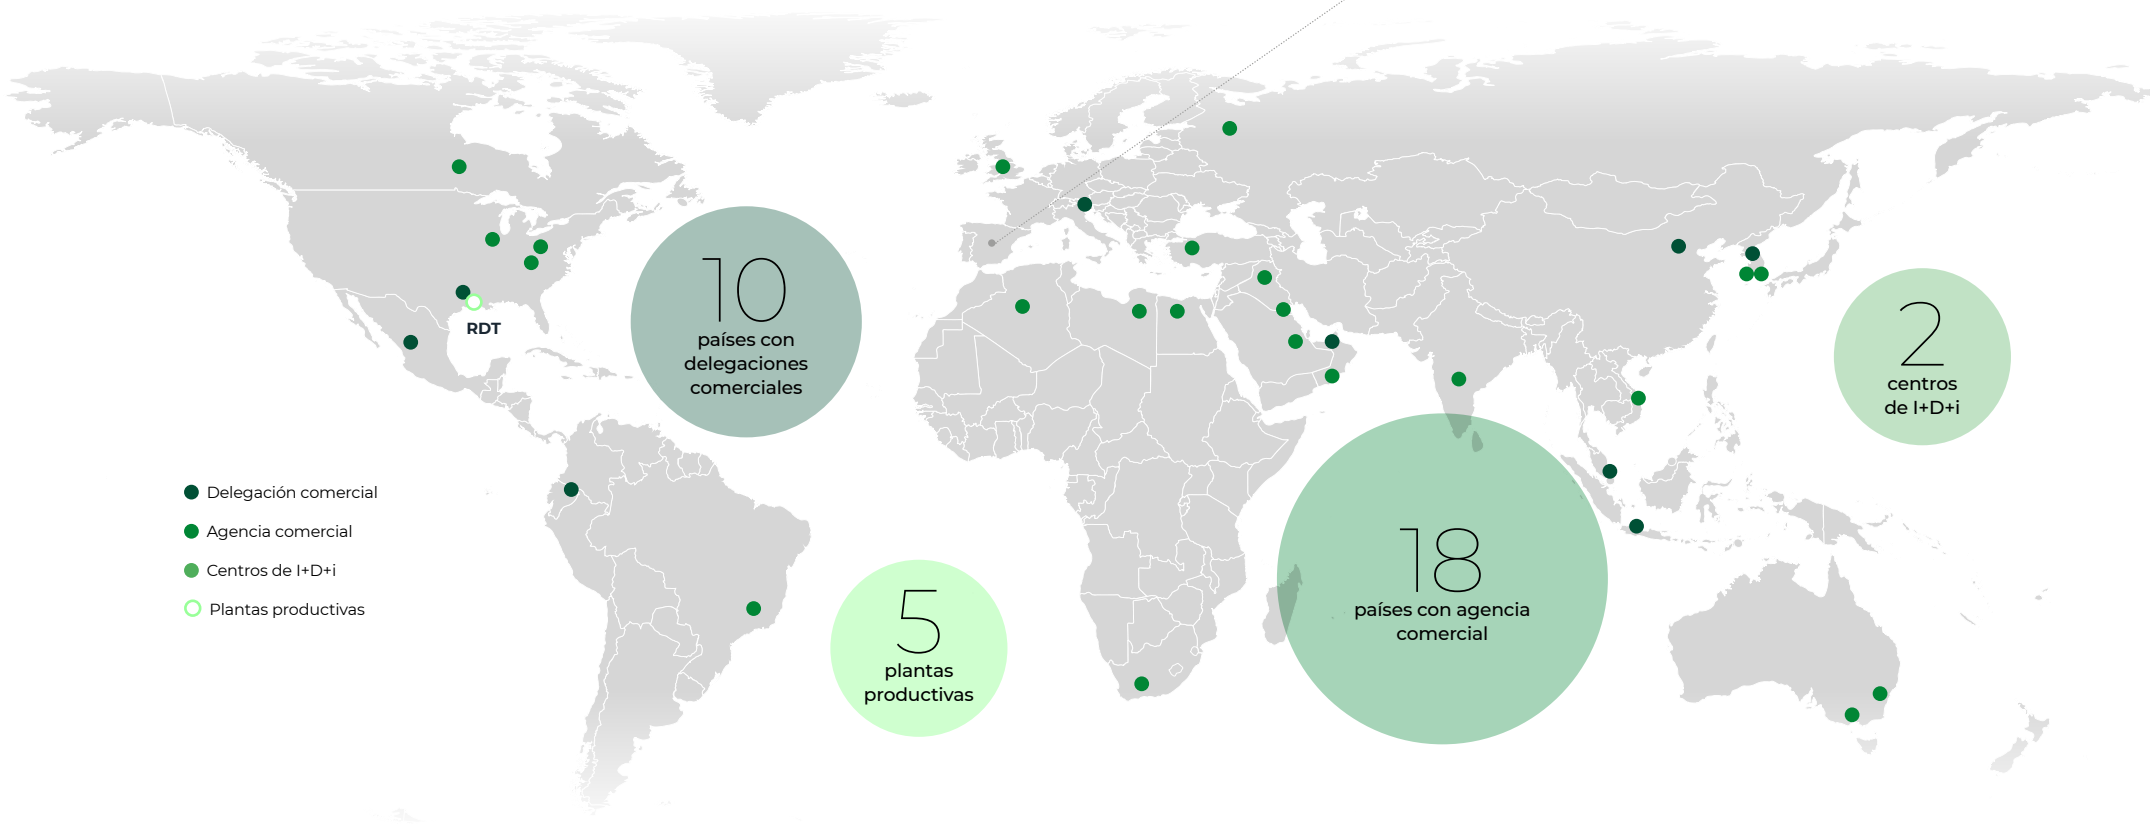 RDT
10
países con
delegaciones
comerciales
2
centros
de I+D+i
Delegación comercial
Agencia comercial
Centros de I+D+i
Plantas productivas
5
plantas
productivas
18
países con agencia
comercial